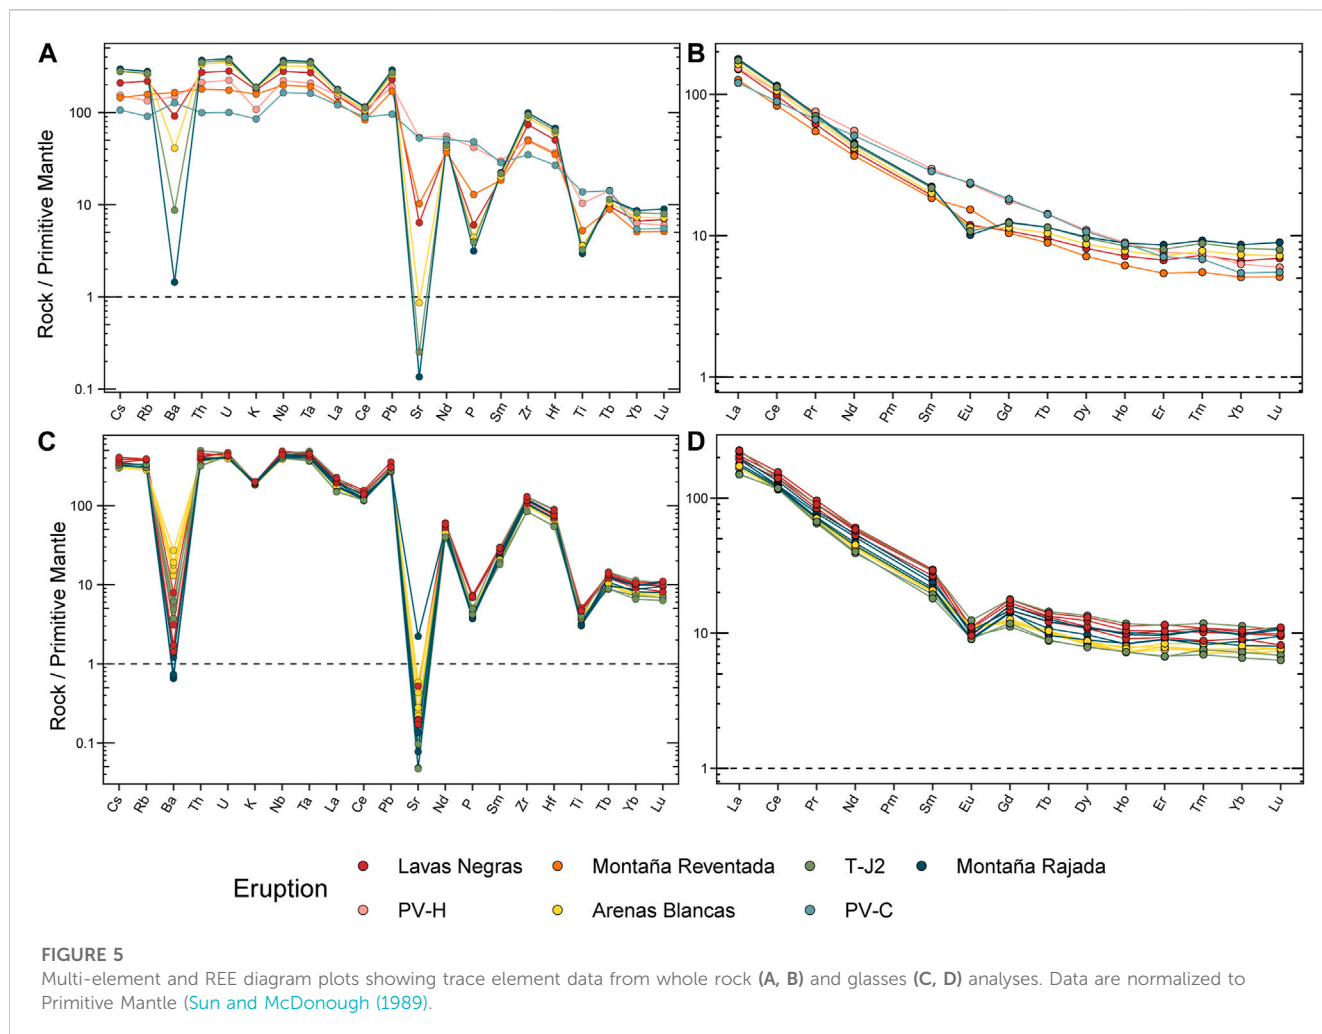 A
B
100
10
1
0.1
Rock / Primitive Mantle
Cs Rb Ba Th U K Nb Ta La Ce Pb Sr Nd P Sm Zr Hf Ti Tb Yb Lu
100
10
1
La Ce Pr Nd Pm Sm Eu Gd Tb Dy Ho Er Tm Yb Lu
C
D
100
10
1
0.1
Rock / Primitive Mantle
Cs Rb Ba Th U K Nb Ta La Ce Pb Sr Nd P Sm Zr Hf Ti Tb Yb Lu
100
10
1
La Ce Pr Nd Pm Sm Eu Gd Tb Dy Ho Er Tm Yb Lu
Eruption
Lavas Negras Montaña Reventada T-J2 Montaña Rajada
PV-H Arenas Blancas PV-C
FIGURE 5
Multi-element and REE diagram plots showing trace element data from whole rock (A, B) and glasses (C, D) analyses. Data are normalized to
Primitive Mantle (Sun and McDonough (1989).